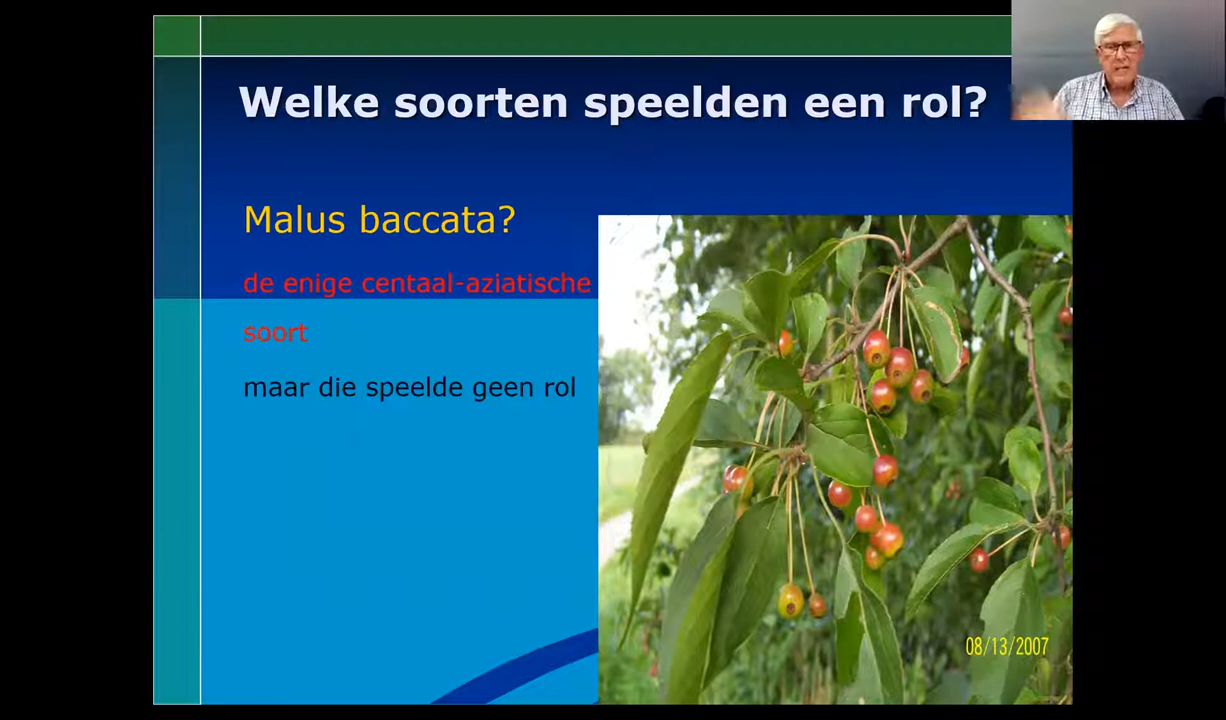 Welke soorten speelden een rol?
Malus baccata?
de enige centaal-aziatische
soort
maar die speelde geen rol
08/13/2007